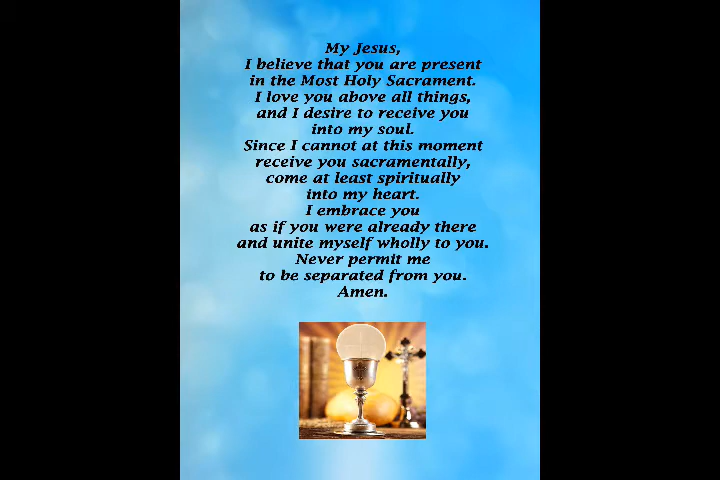 My Jesus,
I believe that you are present
in the Most Holy Sacrament.
I love you above all things,
and I desire to receive you
into my soul.
Since I cannot at this moment
receive you sacramentally,
come at least spiritually
into my heart.
I embrace you
as if you were already there
and unite myself wholly to you.
Never permit me
to be separated from you.
Amen.